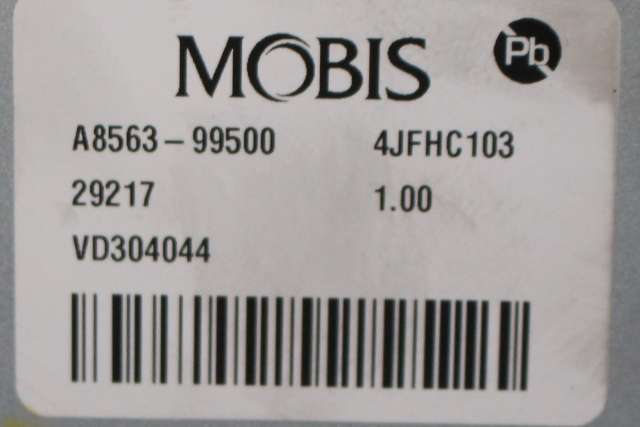 MOBIS Pb
A8563-99500 4JFHC103
29217 1.00
VD304044